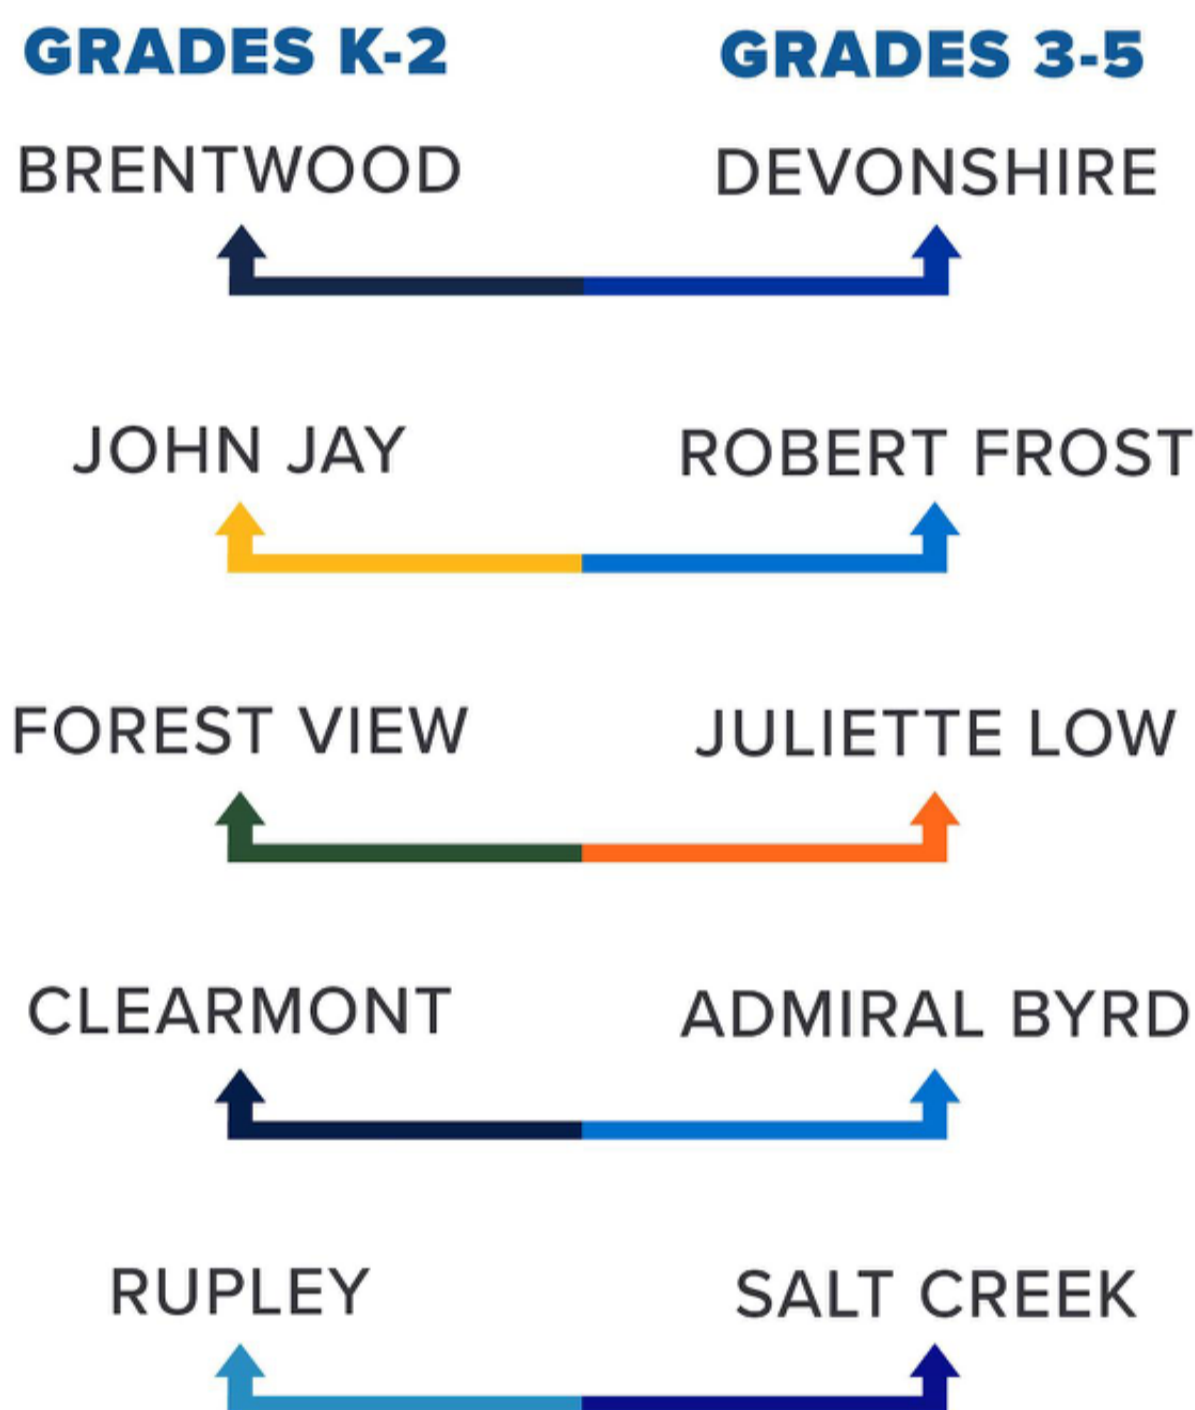 GRADES K-2
GRADES 3-5
BRENTWOOD
DEVONSHIRE
JOHN JAY
ROBERT FROST
FOREST VIEW
JULIETTE LOW
CLEARMONT
ADMIRAL BYRD
RUPLEY
SALT CREEK